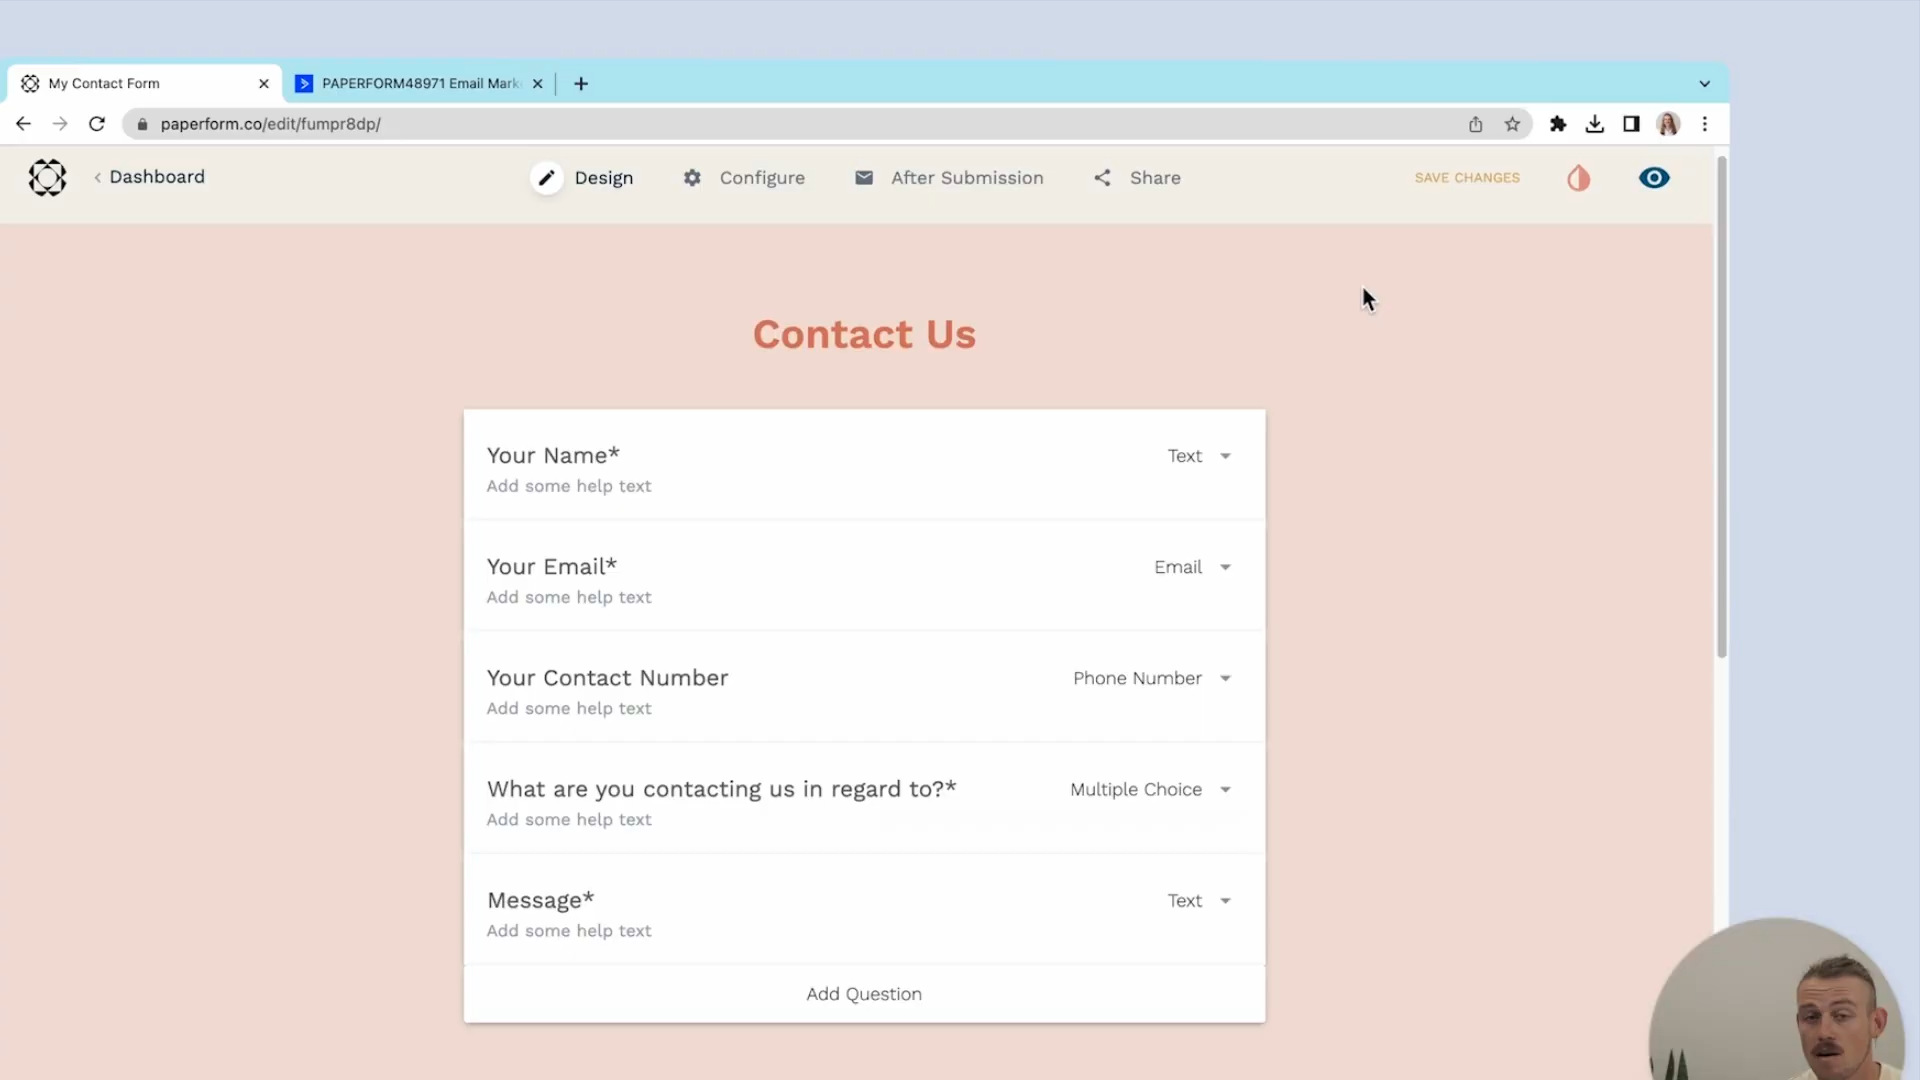 My Contact Form
PAPERFORM48971 Email Mark
paperform.co/edit/fumpr8dp/
Dashboard
Design
Configure
After Submission
Share
SAVE CHANGES
Contact Us
Your Name*
Text
Add some help text
Your Email*
Email
Add some help text
Your Contact Number
Phone Number
Add some help text
What are you contacting us in regard to?*
Multiple Choice
Add some help text
Message*
Text
Add some help text
Add Question